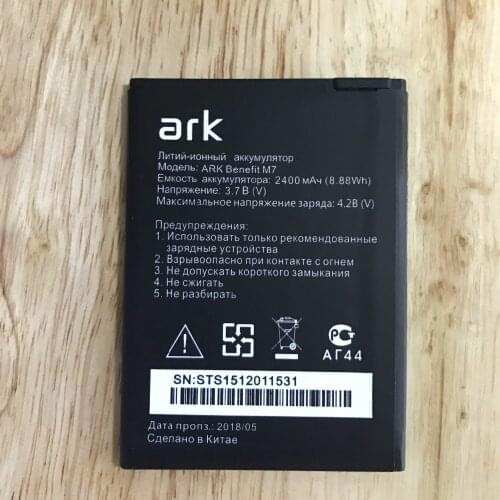 ark
Литий-ионный аккумулятор
Модель: ARK Benefit M7
Емкость аккумулятора: 2400 мАч (8.88Wh)
Напряжение: 3.7 В (V)
Максимальное напряжение заряда: 4.2В (V)
Предупреждения:
1. Использовать только рекомендованные
зарядные устройства
2. Взрывоопасно при контакте с огнем
3. Не допускать короткого замыкания
4. Не сжигать
5. Не разбирать
АГ44
SN:STS1512011531
Дата пропз.: 2018/05
Сделано в Китае